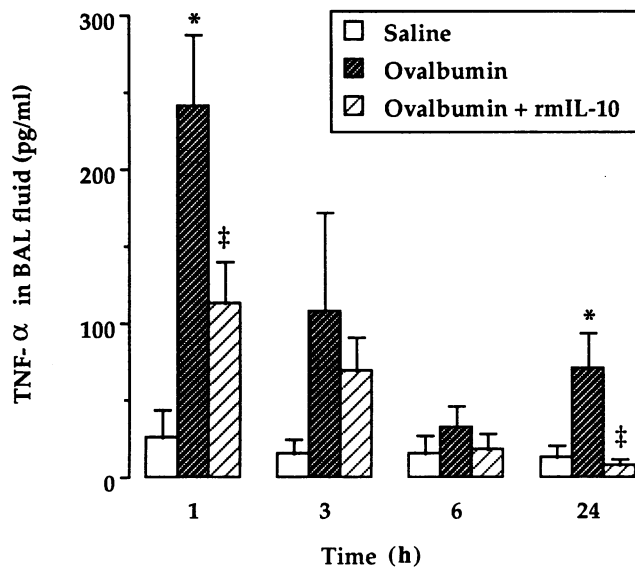 300
200
100
0
TNF-α in BAL fluid (pg/ml)
Saline
Ovalbumin
Ovalbumin + rmIL-10
*
‡
*
‡
1 3 6 24
Time (h)